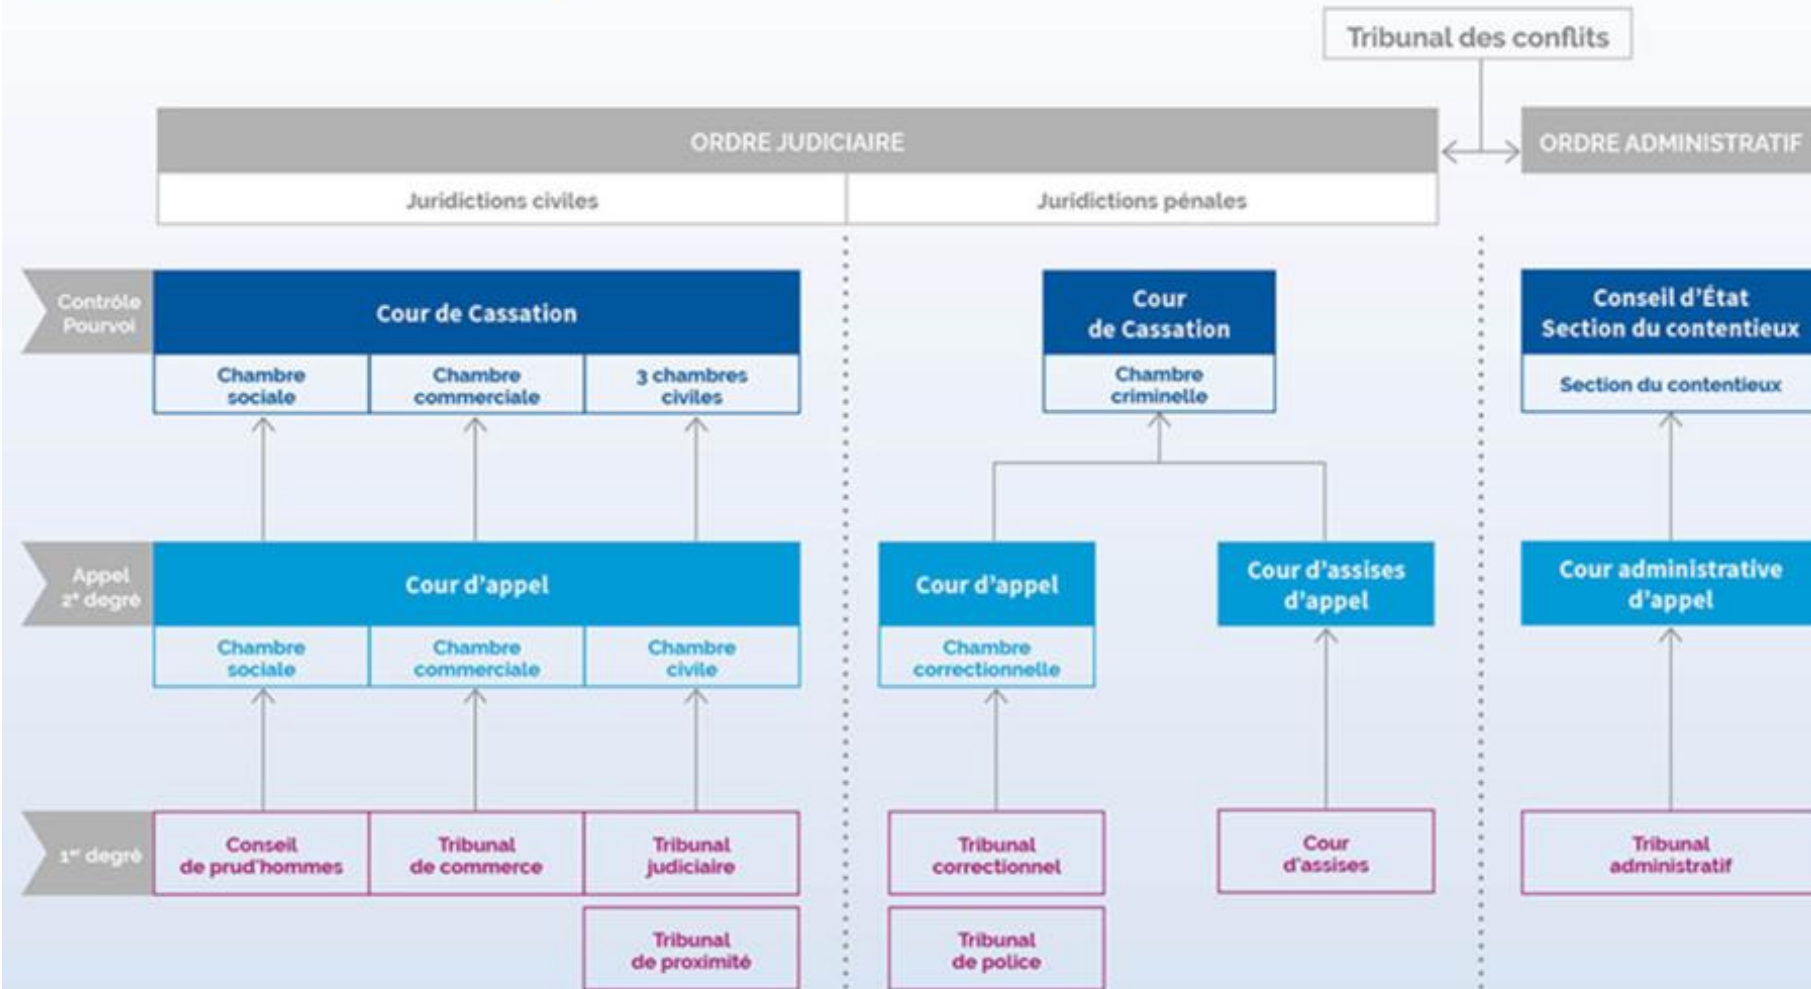 Tribunal des conflits
ORDRE JUDICIAIRE
ORDRE ADMINISTRATIF
Juridictions civiles
Juridictions pénales
Contrôle
Pourvoi
Cour de Cassation
Chambre
sociale
Chambre
commerciale
3 chambres
civiles
Cour
de Cassation
Chambre
criminelle
Conseil d'État
Section du contentieux
Section du contentieux
Appel
2e degré
Cour d'appel
Chambre
sociale
Chambre
commerciale
Chambre
civile
Cour d'appel
Chambre
correctionnelle
Cour d'assises
d'appel
Cour administrative
d'appel
1er degré
Conseil
de prud'hommes
Tribunal
de commerce
Tribunal
judiciaire
Tribunal
de proximité
Tribunal
correctionnel
Tribunal
de police
Cour
d'assises
Tribunal
administratif